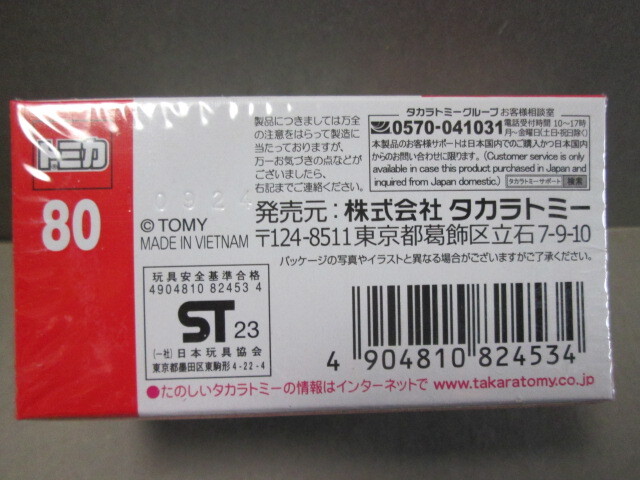 トミカ
80
製品につきましては万全
の注意をはらって製造に
当たっておりますが、
万一お気づきの点などが
ございましたら、
右記までご連絡ください。
タカラトミーグループ お客様相談室
0570-041031 電話受付時間 10〜17時
月〜金曜日(土・日・祝日除く)
本製品のお客様サポートは日本国内でのご購入かつ日本国内
からのお問い合わせに限ります。(Customer service is only
available in case this product purchased in Japan and
inquired from Japan domestic.) タカラトミーサポート 検索
0924
© TOMY
MADE IN VIETNAM
発売元：株式会社 タカラトミー
〒124-8511 東京都葛飾区立石7-9-10
パッケージの写真やイラストと異なる場合がございますがご了承ください。
玩具安全基準合格
4904810 82453 4
ST 23
(一社)日本玩具協会
東京都墨田区東駒形4-22-4
4 904810 824534
●たのしいタカラトミーの情報はインターネットで www.takaratomy.co.jp